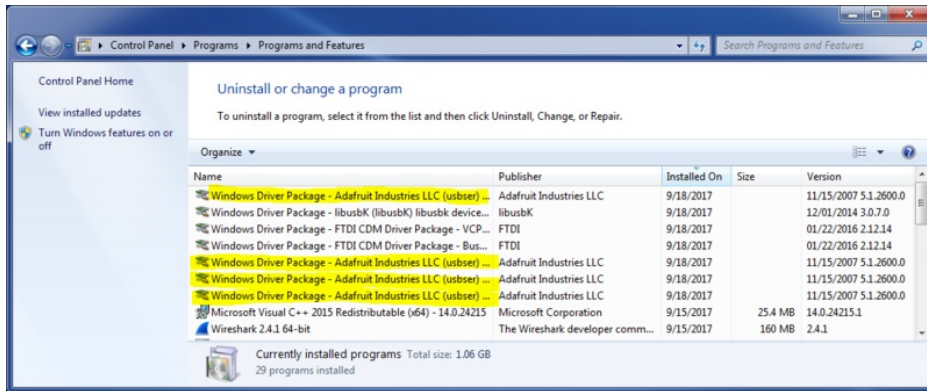 Control Panel ▸ Programs ▸ Programs and Features
Search Programs and Features
Control Panel Home
View installed updates
Turn Windows features on or
off
Uninstall or change a program
To uninstall a program, select it from the list and then click Uninstall, Change, or Repair.
Organize
Name Publisher Installed On Size Version
Windows Driver Package - Adafruit Industries LLC (usbser) ... Adafruit Industries LLC 9/18/2017 11/15/2007 5.1.2600.0
Windows Driver Package - libusbK (libusbK) libusbk device... libusbK 9/18/2017 12/01/2014 3.0.7.0
Windows Driver Package - FTDI CDM Driver Package - VCP... FTDI 9/18/2017 01/22/2016 2.12.14
Windows Driver Package - FTDI CDM Driver Package - Bus... FTDI 9/18/2017 01/22/2016 2.12.14
Windows Driver Package - Adafruit Industries LLC (usbser) ... Adafruit Industries LLC 9/18/2017 11/15/2007 5.1.2600.0
Windows Driver Package - Adafruit Industries LLC (usbser) ... Adafruit Industries LLC 9/18/2017 11/15/2007 5.1.2600.0
Windows Driver Package - Adafruit Industries LLC (usbser) ... Adafruit Industries LLC 9/18/2017 11/15/2007 5.1.2600.0
Microsoft Visual C++ 2015 Redistributable (x64) - 14.0.24215 Microsoft Corporation 9/15/2017 25.4 MB 14.0.24215.1
Wireshark 2.4.1 64-bit The Wireshark developer comm... 9/15/2017 160 MB 2.4.1
Currently installed programs Total size: 1.06 GB
29 programs installed